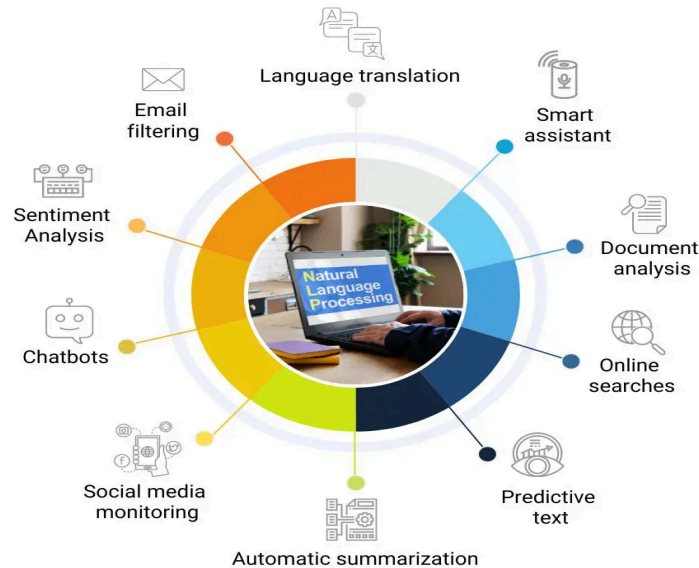 Language translation
Smart
assistant
Document
analysis
Online
searches
Predictive
text
Automatic summarization
Social media
monitoring
Chatbots
Sentiment
Analysis
Email
filtering
Natural
Language
Processing